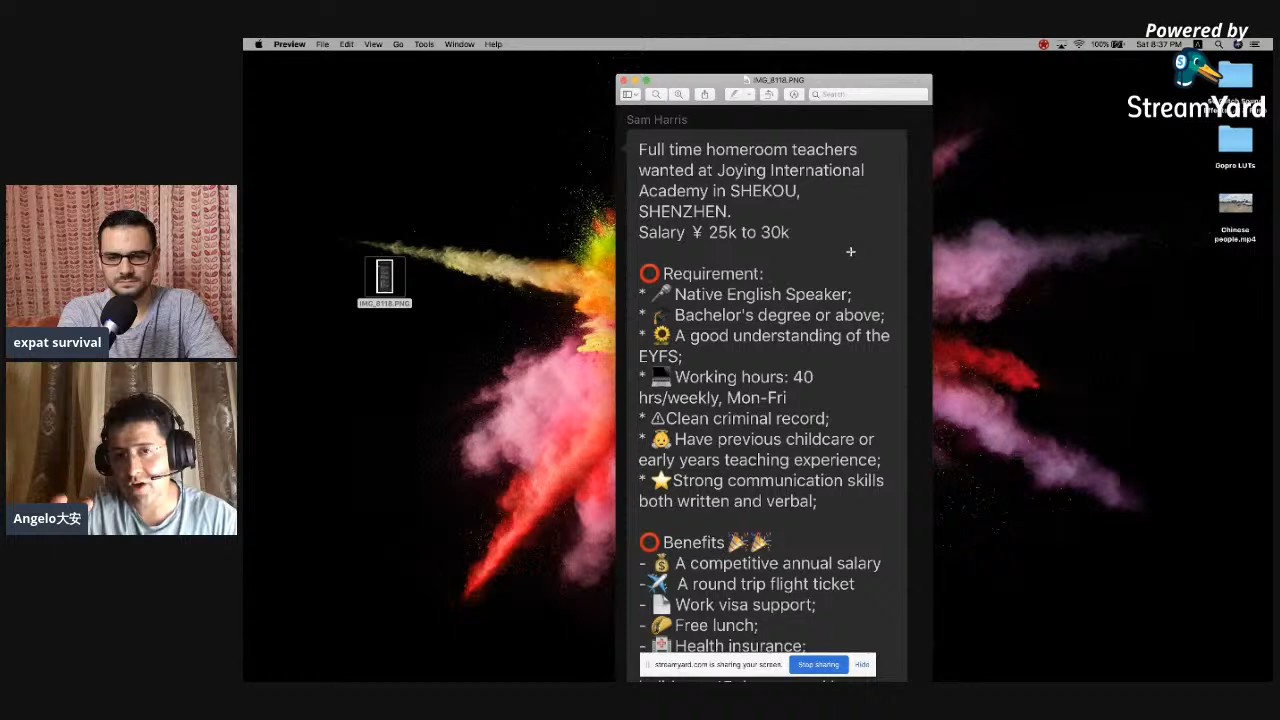 Powered by
StreamYard
Preview File Edit View Go Tools Window Help
100% Sat 8:37 PM
IMG_8118.PNG
Search
Sam Harris
Full time homeroom teachers
wanted at Joying International
Academy in SHEKOU,
SHENZHEN.
Salary ¥ 25k to 30k
⭕ Requirement:
* 🎤 Native English Speaker;
* 🎓 Bachelor's degree or above;
* 🌻 A good understanding of the
EYFS;
* 💻 Working hours: 40
hrs/weekly, Mon-Fri
* ⚠Clean criminal record;
* 👼 Have previous childcare or
early years teaching experience;
* ⭐Strong communication skills
both written and verbal;
⭕ Benefits 🎉🎉
- 💰 A competitive annual salary
-✈️ A round trip flight ticket
- 📄 Work visa support;
- 🌮 Free lunch;
- 🏥 Health insurance;
streamyard.com is sharing your screen.
Stop sharing
Hide
IMG_8118.PNG
Gopro LUTs
Chinese
people.mp4
expat survival
Angelo大安